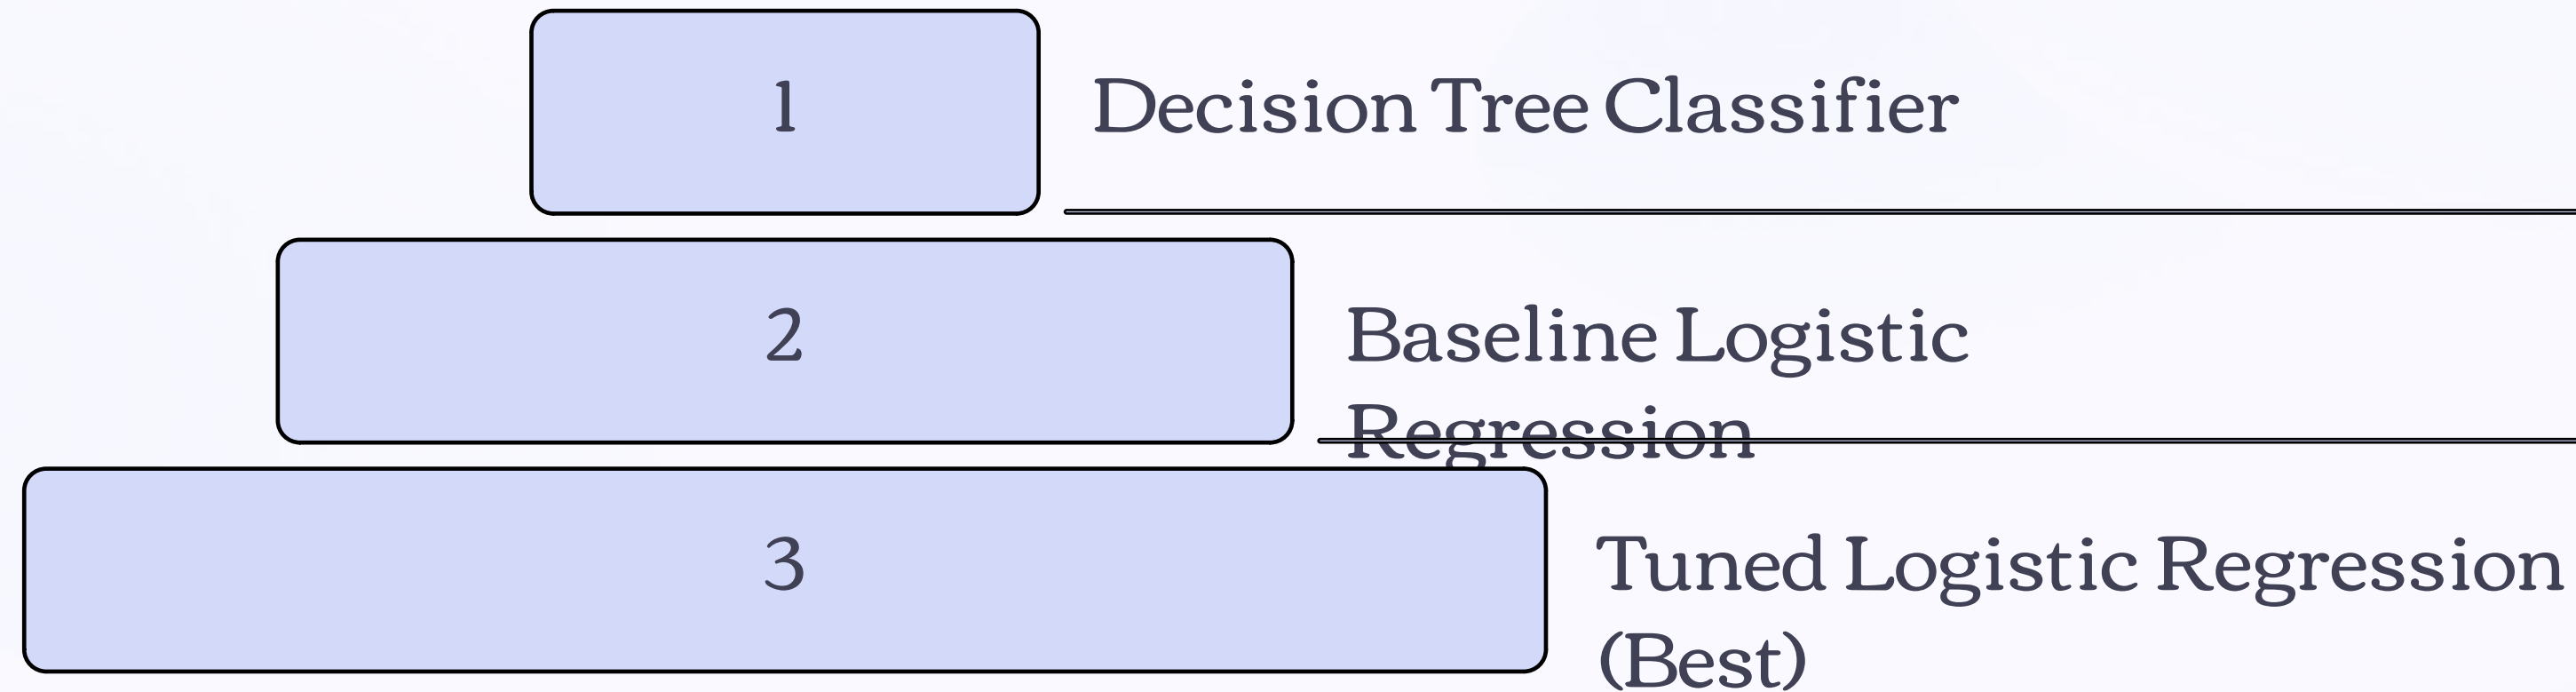 1
Decision Tree Classifier
2
Baseline Logistic
Regression
3
Tuned Logistic Regression
(Best)